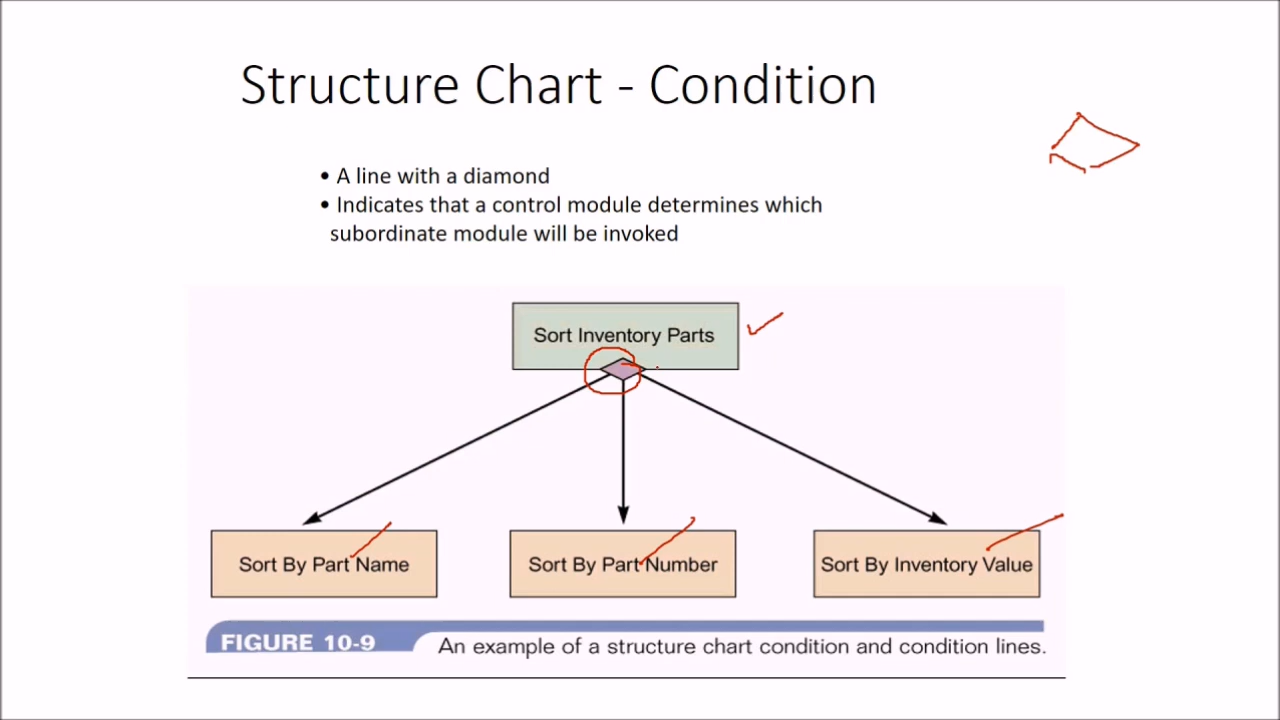 Structure Chart - Condition
• A line with a diamond
• Indicates that a control module determines which
subordinate module will be invoked
Sort Inventory Parts
Sort By Part Name
Sort By Part Number
Sort By Inventory Value
FIGURE 10-9
An example of a structure chart condition and condition lines.